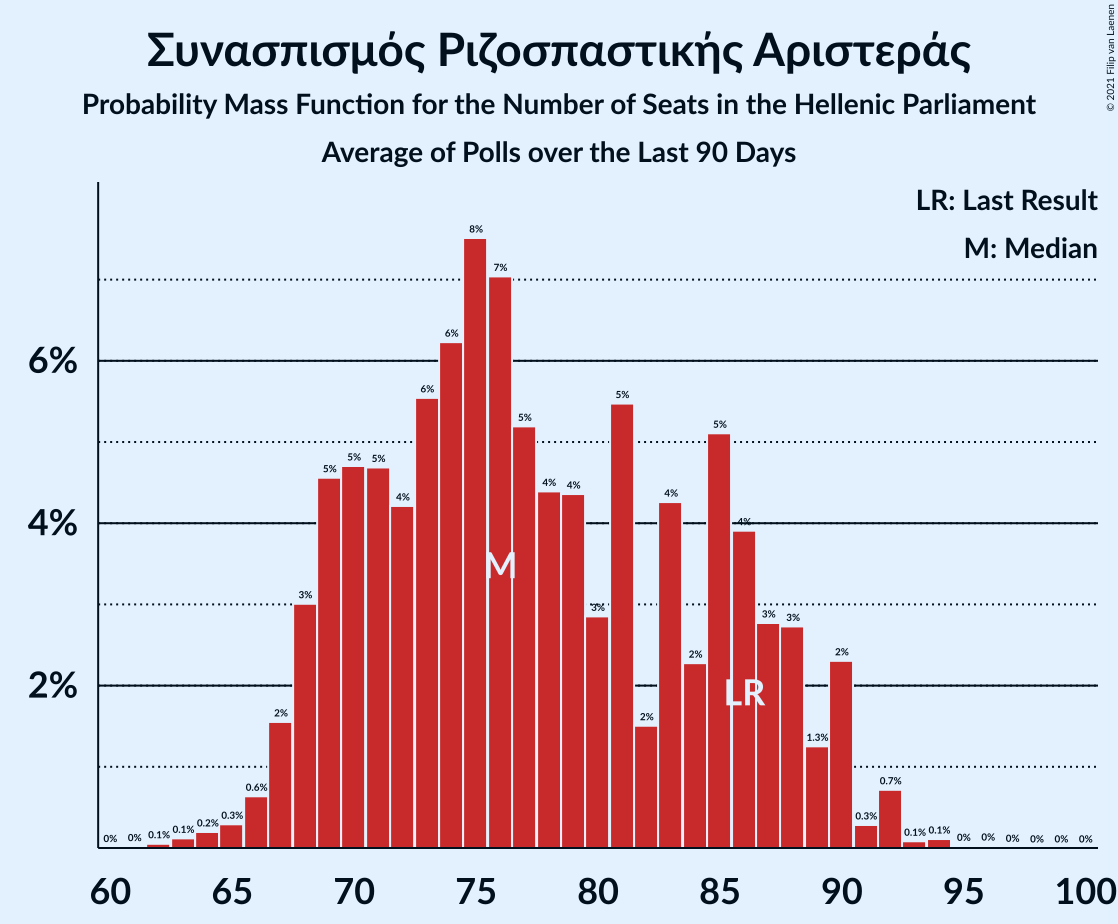 Συνασπισμός Ριζοσπαστικής Αριστεράς
Probability Mass Function for the Number of Seats in the Hellenic Parliament
Average of Polls over the Last 90 Days
© 2021 Filip van Laenen
LR: Last Result
M: Median
6%
4%
2%
0% 0% 0.1% 0.1% 0.2% 0.3% 0.6% 2% 3% 5% 5% 5% 4% 6% 6% 8% 7% 5% 4% 4% 3% 5% 2% 4% 2% 5% 4% 3% 3% 1.3% 2% 0.3% 0.7% 0.1% 0.1% 0% 0% 0% 0% 0% 0%
M
LR
60 65 70 75 80 85 90 95 100